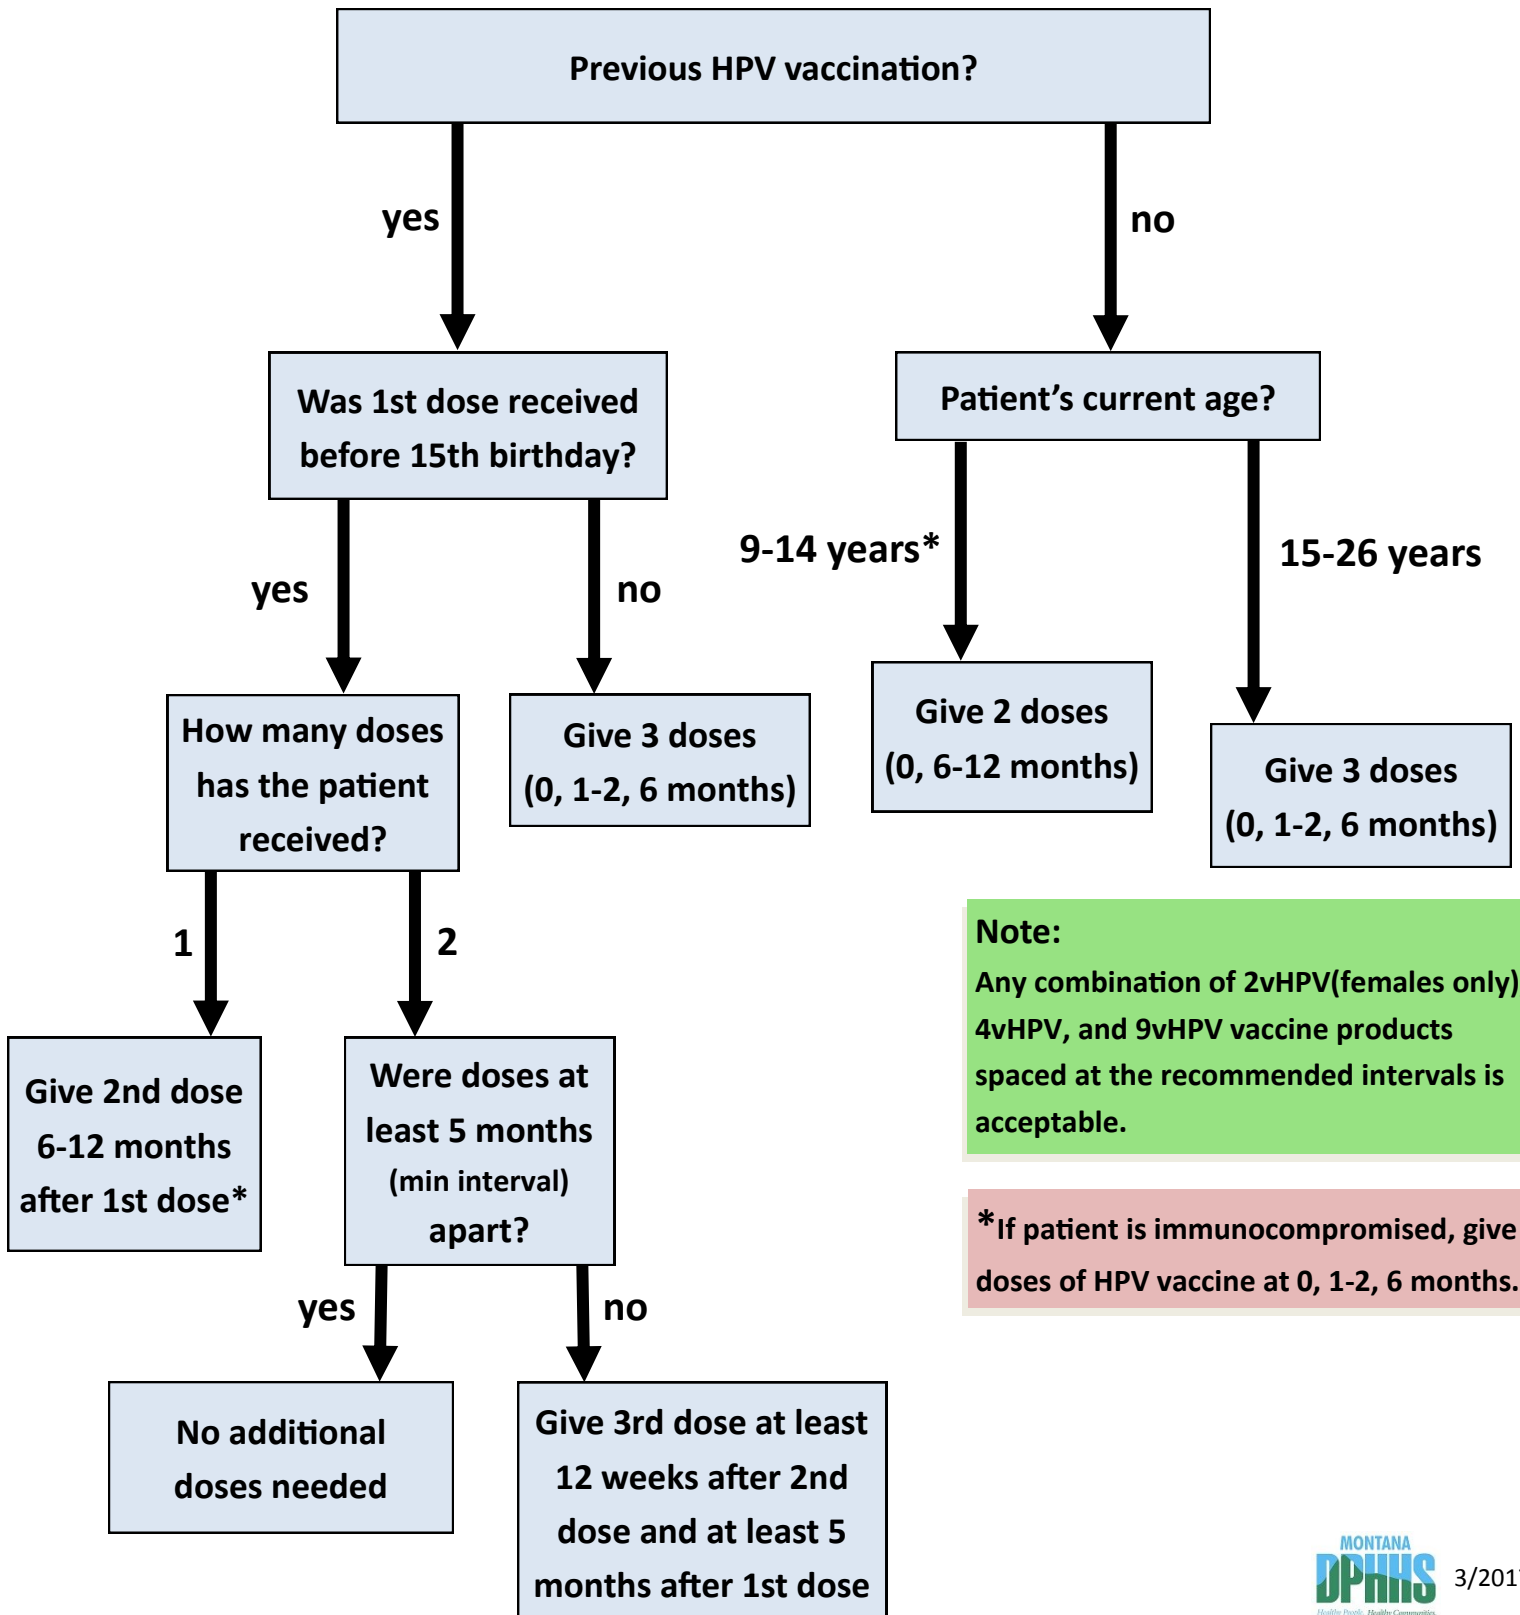 Previous HPV vaccination?
yes
no
Was 1st dose received
before 15th birthday?
Patient's current age?
yes
no
9-14 years*
15-26 years
How many doses
has the patient
received?
Give 3 doses
(0, 1-2, 6 months)
Give 2 doses
(0, 6-12 months)
Give 3 doses
(0, 1-2, 6 months)
1
2
Note:
Any combination of 2vHPV(females only)
4vHPV, and 9vHPV vaccine products
spaced at the recommended intervals is
acceptable.
Give 2nd dose
6-12 months
after 1st dose*
Were doses at
least 5 months
(min interval)
apart?
*If patient is immunocompromised, give
doses of HPV vaccine at 0, 1-2, 6 months.
yes
no
No additional
doses needed
Give 3rd dose at least
12 weeks after 2nd
dose and at least 5
months after 1st dose
MONTANA
DPHHS
Healthy People. Healthy Communities.
3/2017